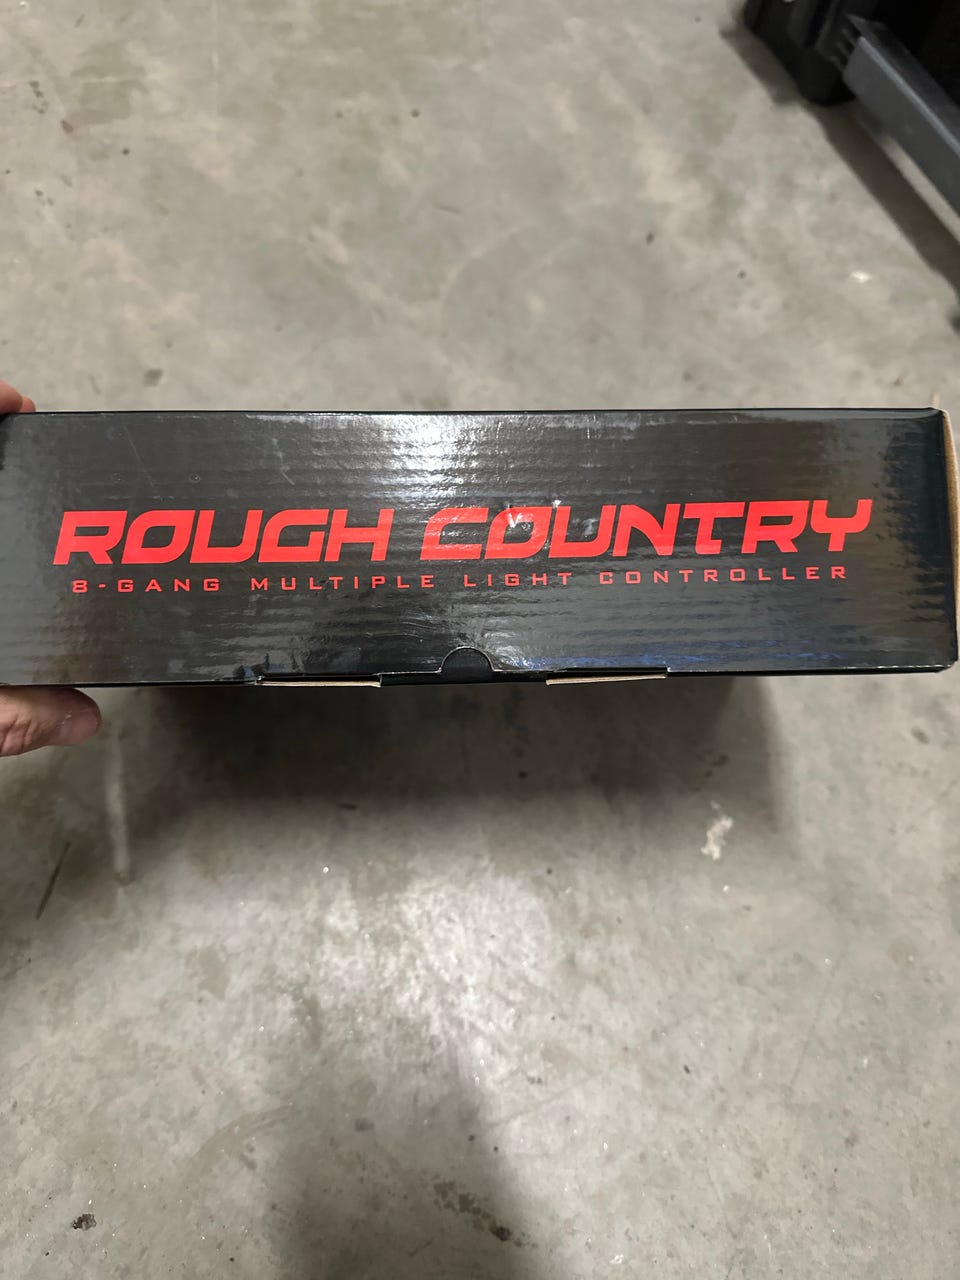 ROUGH COUNTRY
8-GANG MULTIPLE LIGHT CONTROLLER